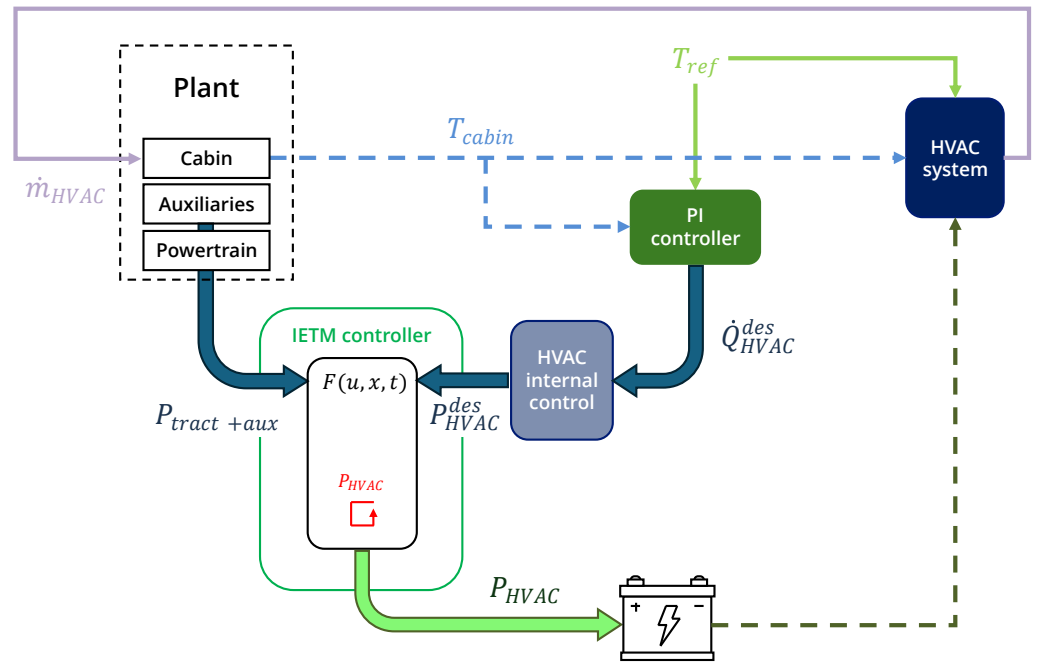 Plant
T_ref
T_cabin
Cabin
HVAC
system
ṁ_HVAC
Auxiliaries
PI
controller
Powertrain
IETM controller
Q̇_HVAC^des
HVAC
internal
control
F(u, x, t)
P_tract +aux
P_HVAC^des
P_HVAC
P_HVAC
+ −